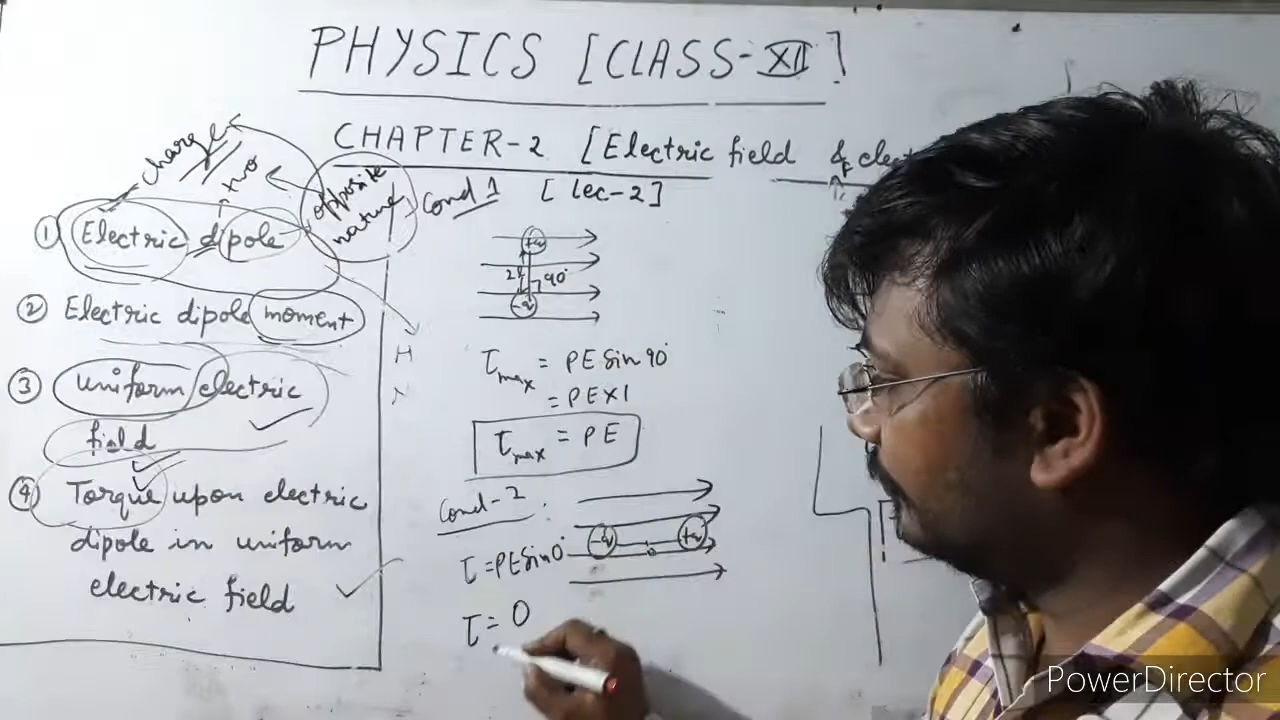 PHYSICS [CLASS-XII]
CHAPTER-2 [Electric field &
[Lec-2]
charge
two
opposite
nature
① Electric dipole
② Electric dipole moment
③ uniform electric
field
④ Torque upon electric
dipole in uniform
electric field
Cond 1
+q
2l
90°
-q
τmax = PE Sin 90°
= PE×1
τmax = PE
Cond-2
-q +q
τ = PE Sin 0°
τ = 0
PowerDirector